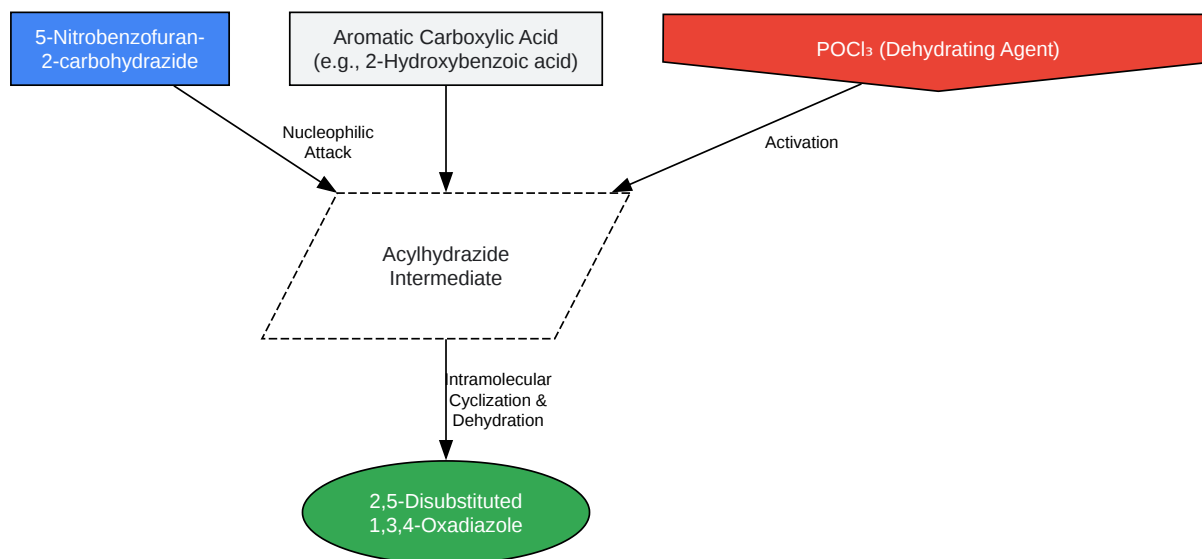 5-Nitrobenzofuran-
2-carbohydrazide
Aromatic Carboxylic Acid
(e.g., 2-Hydroxybenzoic acid)
POCl₃ (Dehydrating Agent)
Nucleophilic
Attack
Activation
Acylhydrazide
Intermediate
Intramolecular
Cyclization &
Dehydration
2,5-Disubstituted
1,3,4-Oxadiazole